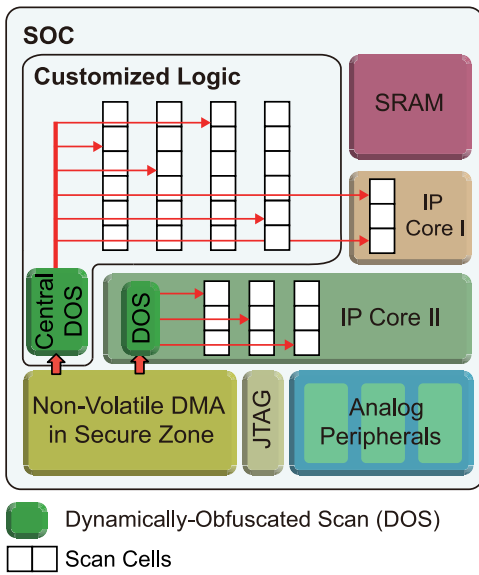 SOC
Customized Logic
SRAM
IP
Core I
Central
DOS
DOS
IP Core II
Non-Volatile DMA
in Secure Zone
JTAG
Analog
Peripherals
Dynamically-Obfuscated Scan (DOS)
Scan Cells